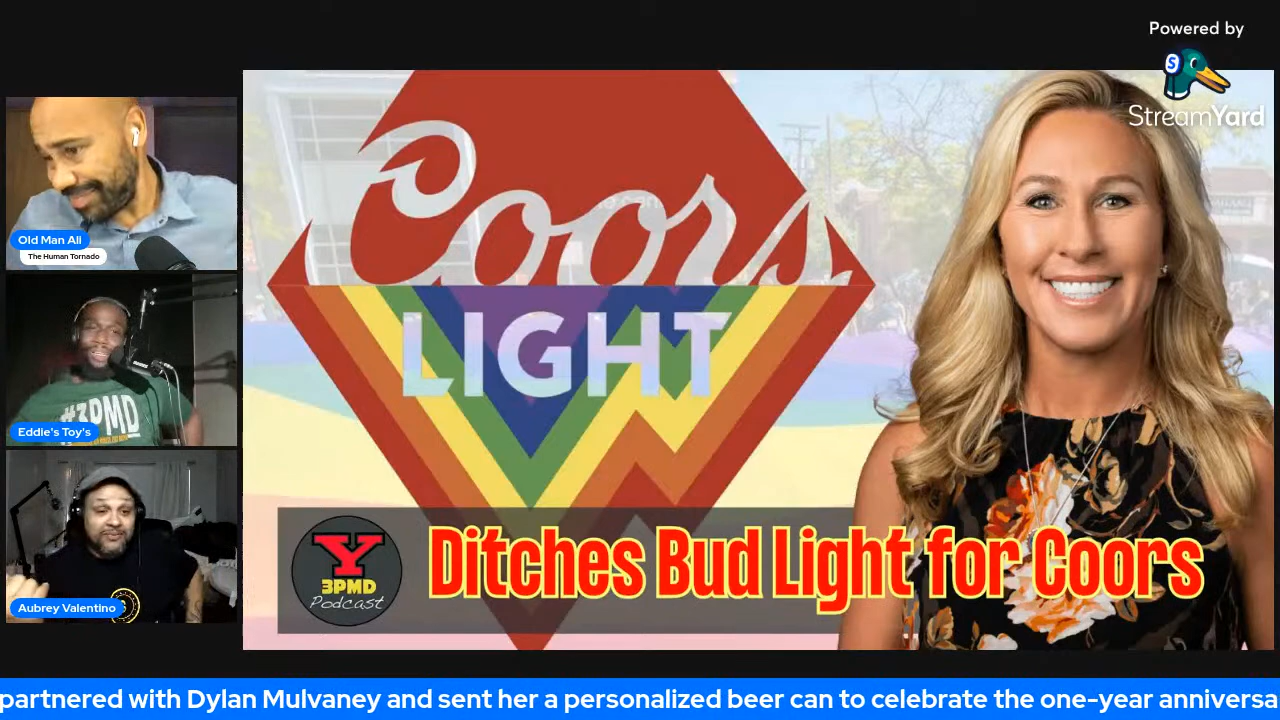 Powered by
StreamYard
Old Man Ali
The Human Tornado
#3PMD
Eddie's Toy's
Aubrey Valentino
Coors
LIGHT
Y
3PMD
Podcast
Ditches Bud Light for Coors
partnered with Dylan Mulvaney and sent her a personalized beer can to celebrate the one-year anniversa